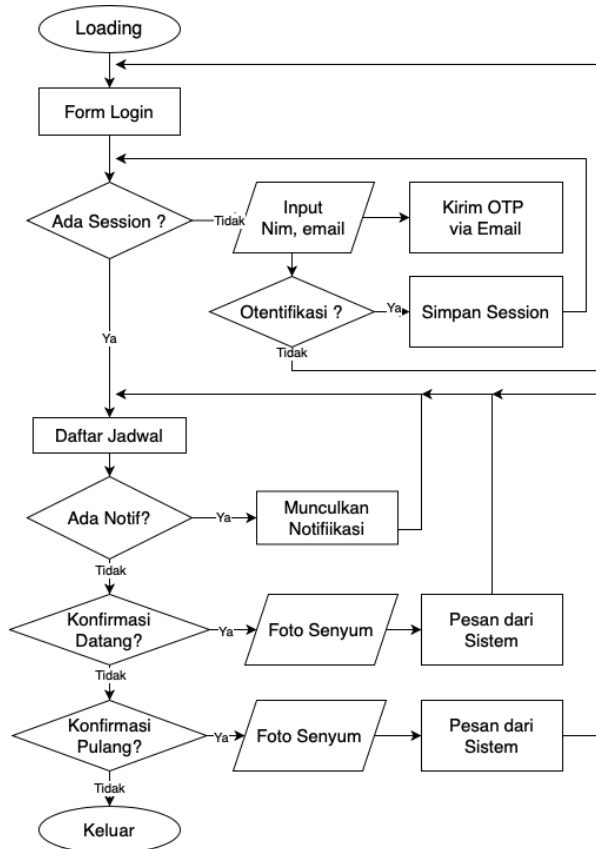 Loading
Form Login
Ada Session ?
Tidak
Input
Nim, email
Kirim OTP
via Email
Otentifikasi ?
Ya
Simpan Session
Tidak
Ya
Daftar Jadwal
Ada Notif?
Ya
Munculkan
Notifiikasi
Tidak
Konfirmasi
Datang?
Ya
Foto Senyum
Pesan dari
Sistem
Tidak
Konfirmasi
Pulang?
Ya
Foto Senyum
Pesan dari
Sistem
Tidak
Keluar